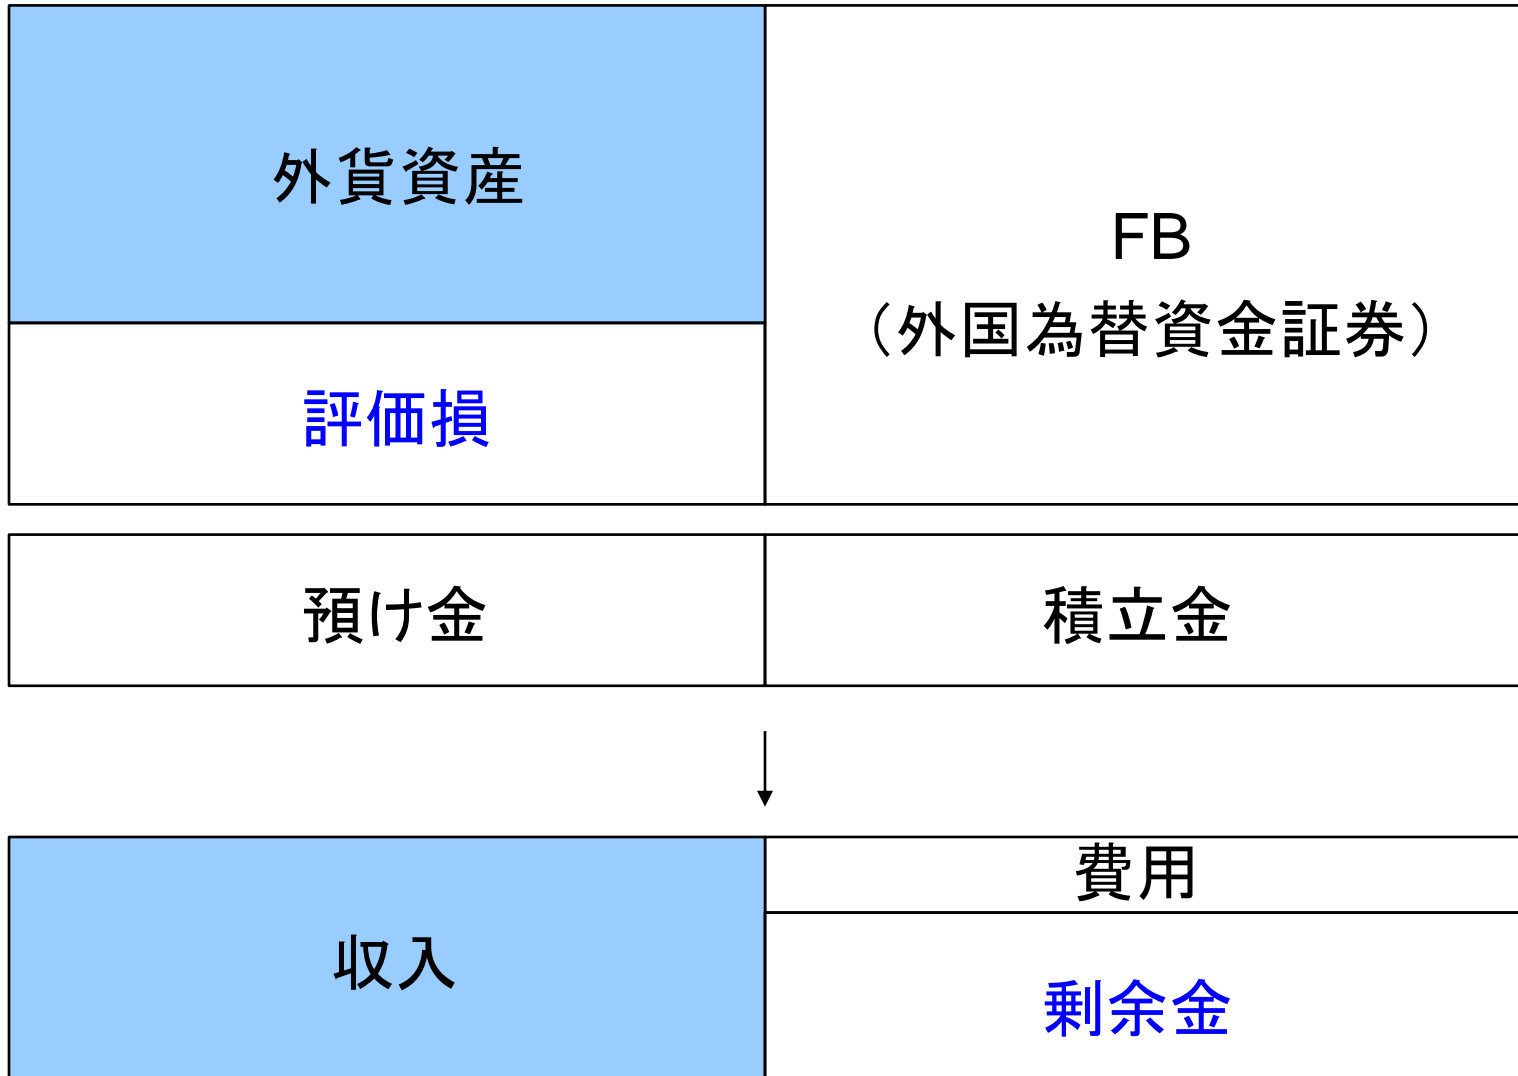 外貨資産
FB
（外国為替資金証券）
評価損
預け金
積立金
費用
収入
剰余金